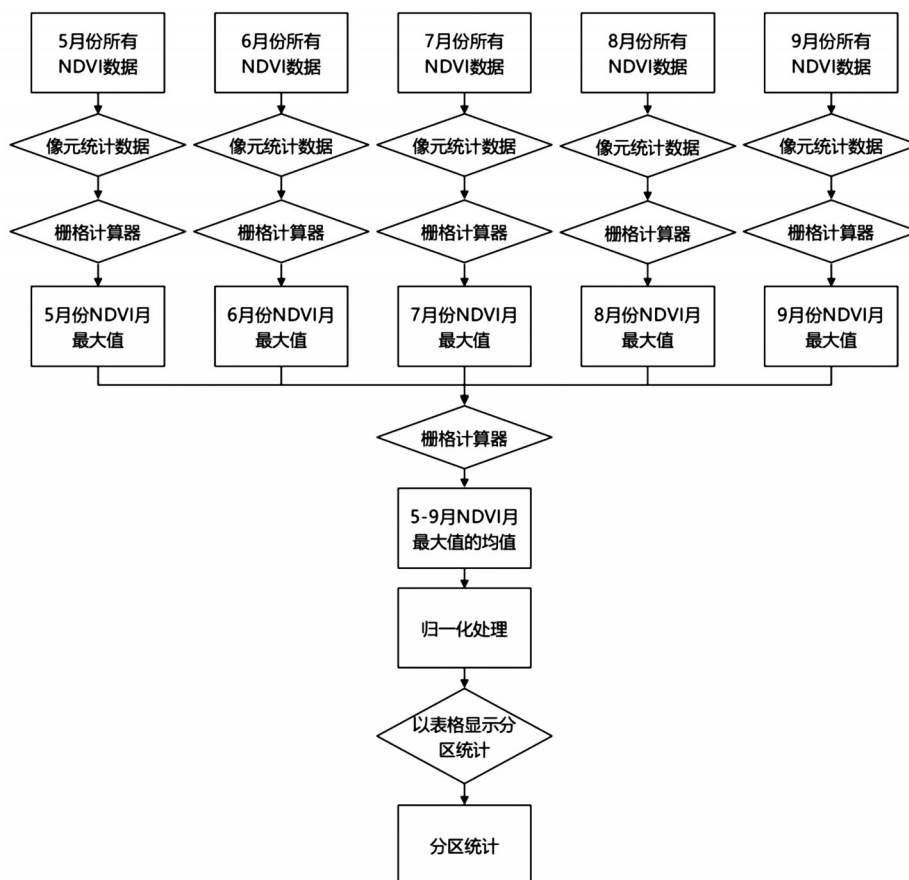 5月份所有
NDVI数据
6月份所有
NDVI数据
7月份所有
NDVI数据
8月份所有
NDVI数据
9月份所有
NDVI数据
像元统计数据
像元统计数据
像元统计数据
像元统计数据
像元统计数据
栅格计算器
栅格计算器
栅格计算器
栅格计算器
栅格计算器
5月份NDVI月
最大值
6月份NDVI月
最大值
7月份NDVI月
最大值
8月份NDVI月
最大值
9月份NDVI月
最大值
栅格计算器
5-9月NDVI月
最大值的均值
归一化处理
以表格显示分
区统计
分区统计